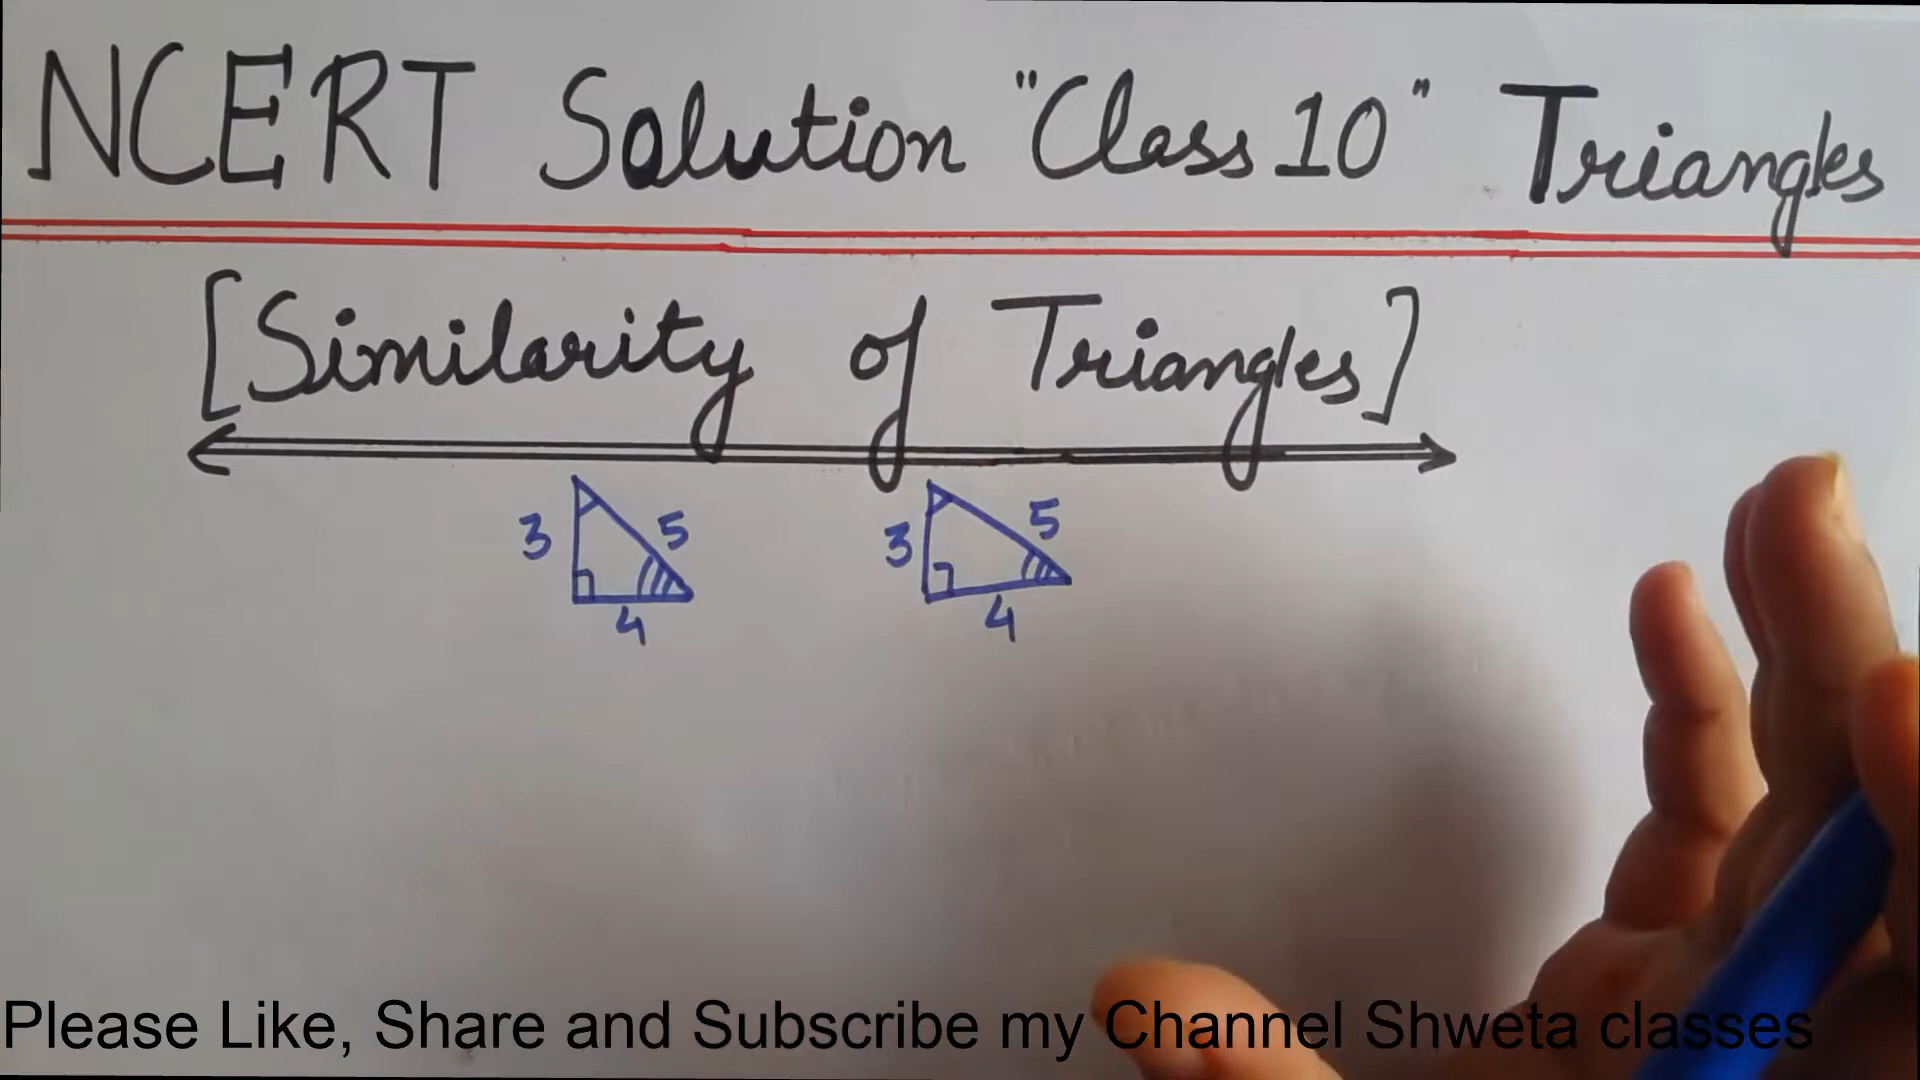 NCERT Solution "Class 10" Triangles
[Similarity of Triangles]
3 5 3 5
4 4
Please Like, Share and Subscribe my Channel Shweta classes